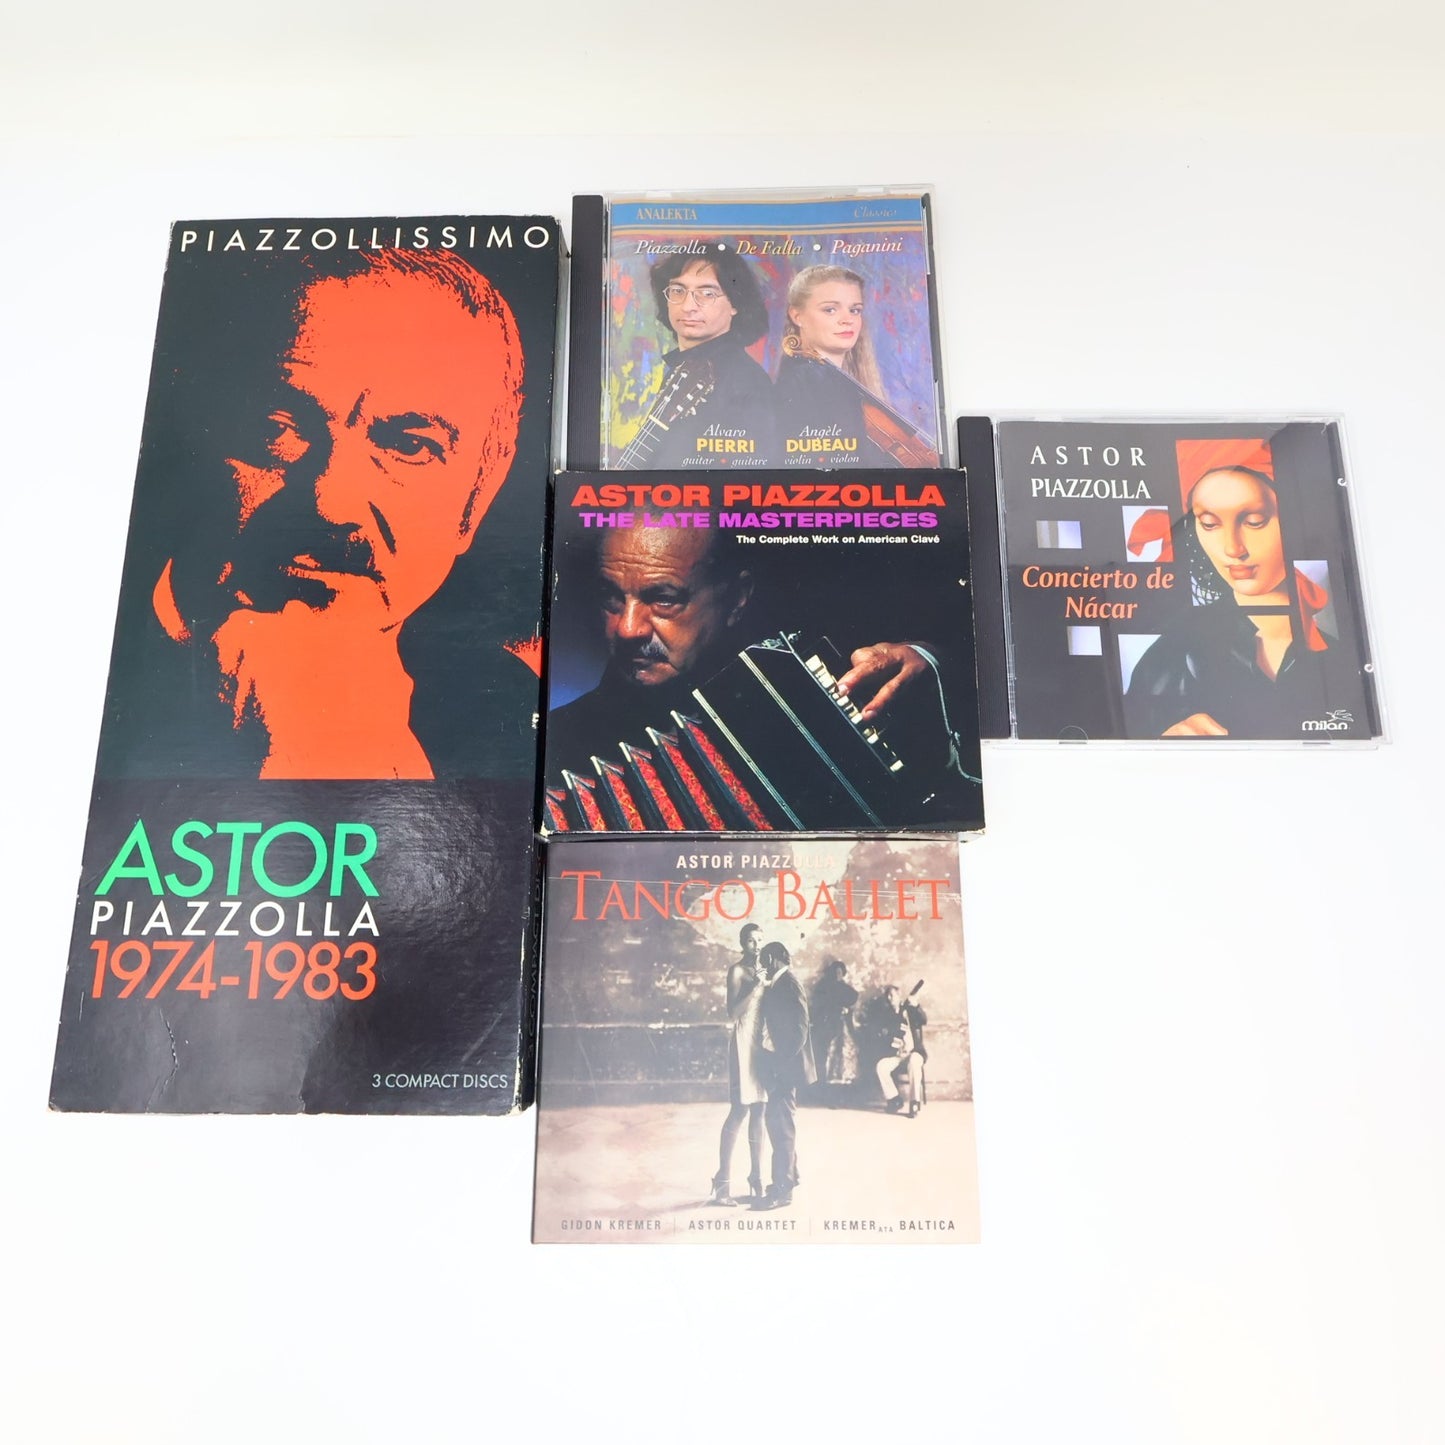 PIAZZOLLISSIMO
ASTOR
PIAZZOLLA
1974-1983
3 COMPACT DISCS
ANALEKTA
Classics
Piazzolla • De Falla • Paganini
Alvaro
PIERRI
guitar • guitare
Angèle
DUBEAU
violin • violon
ASTOR PIAZZOLLA
THE LATE MASTERPIECES
The Complete Work on American Clavé
ASTOR
PIAZZOLLA
Concierto de
Nácar
milan
ASTOR PIAZZOLLA
TANGO BALLET
GIDON KREMER | ASTOR QUARTET | KREMERATA BALTICA